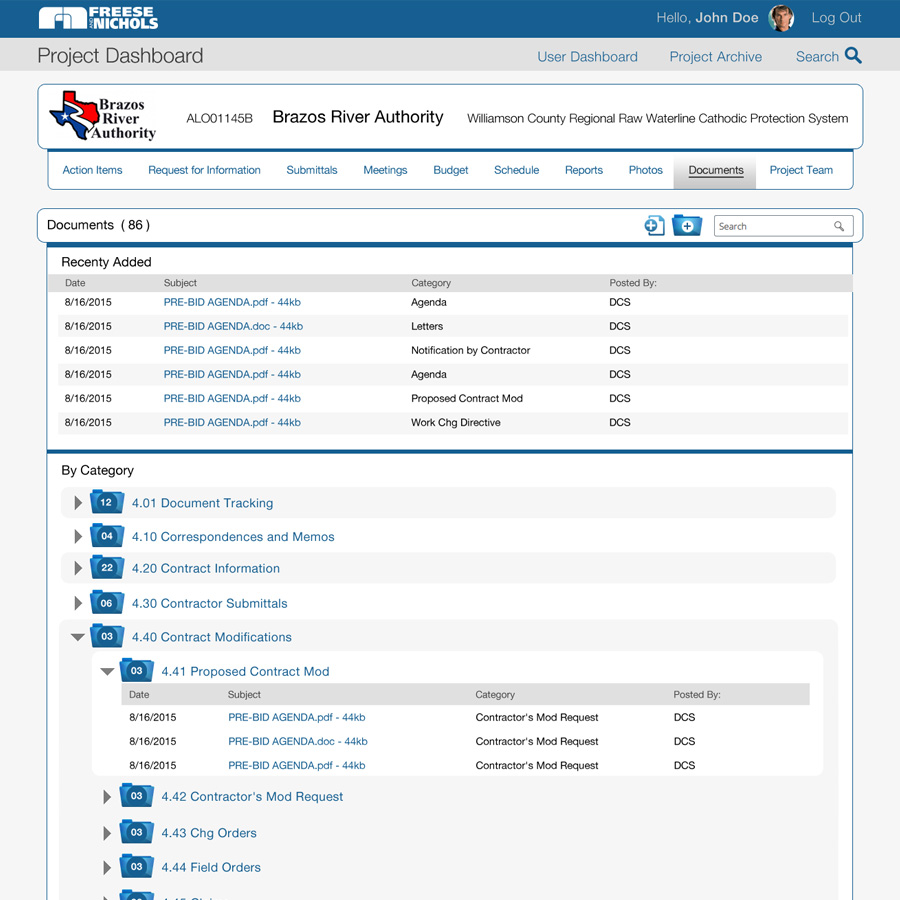 FREESE AND NICHOLS
Hello, John Doe Log Out
Project Dashboard User Dashboard Project Archive Search
Brazos River Authority
ALO01145B Brazos River Authority Williamson County Regional Raw Waterline Cathodic Protection System
Action Items Request for Information Submittals Meetings Budget Schedule Reports Photos Documents Project Team
Documents ( 86 ) Search
Recenty Added
Date Subject Category Posted By:
8/16/2015 PRE-BID AGENDA.pdf - 44kb Agenda DCS
8/16/2015 PRE-BID AGENDA.doc - 44kb Letters DCS
8/16/2015 PRE-BID AGENDA.pdf - 44kb Notification by Contractor DCS
8/16/2015 PRE-BID AGENDA.pdf - 44kb Agenda DCS
8/16/2015 PRE-BID AGENDA.pdf - 44kb Proposed Contract Mod DCS
8/16/2015 PRE-BID AGENDA.pdf - 44kb Work Chg Directive DCS
By Category
12 4.01 Document Tracking
04 4.10 Correspondences and Memos
22 4.20 Contract Information
06 4.30 Contractor Submittals
03 4.40 Contract Modifications
03 4.41 Proposed Contract Mod
Date Subject Category Posted By:
8/16/2015 PRE-BID AGENDA.pdf - 44kb Contractor's Mod Request DCS
8/16/2015 PRE-BID AGENDA.doc - 44kb Contractor's Mod Request DCS
8/16/2015 PRE-BID AGENDA.pdf - 44kb Contractor's Mod Request DCS
03 4.42 Contractor's Mod Request
03 4.43 Chg Orders
03 4.44 Field Orders